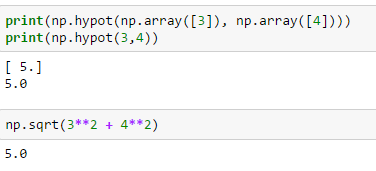 print(np.hypot(np.array([3]), np.array([4])))
print(np.hypot(3,4))
[ 5.]
5.0
np.sqrt(3**2 + 4**2)
5.0